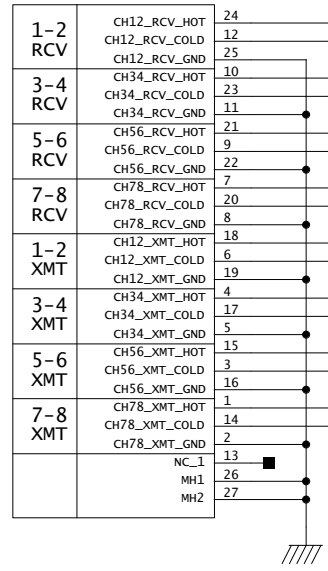 1-2 RCV
CH12_RCV_HOT 24
CH12_RCV_COLD 12
CH12_RCV_GND 25
3-4 RCV
CH34_RCV_HOT 10
CH34_RCV_COLD 23
CH34_RCV_GND 11
5-6 RCV
CH56_RCV_HOT 21
CH56_RCV_COLD 9
CH56_RCV_GND 22
7-8 RCV
CH78_RCV_HOT 7
CH78_RCV_COLD 20
CH78_RCV_GND 8
1-2 XMT
CH12_XMT_HOT 18
CH12_XMT_COLD 6
CH12_XMT_GND 19
3-4 XMT
CH34_XMT_HOT 4
CH34_XMT_COLD 17
CH34_XMT_GND 5
5-6 XMT
CH56_XMT_HOT 15
CH56_XMT_COLD 3
CH56_XMT_GND 16
7-8 XMT
CH78_XMT_HOT 1
CH78_XMT_COLD 14
CH78_XMT_GND 2
NC_1 13
MH1 26
MH2 27